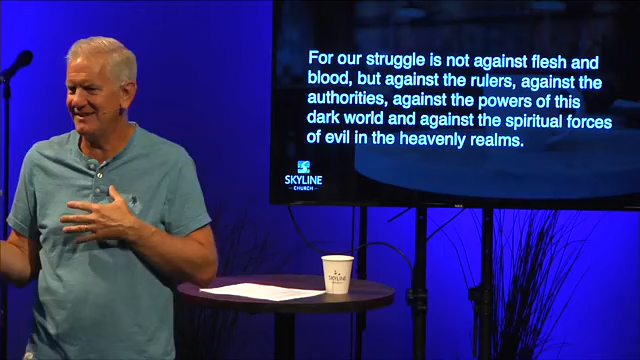 For our struggle is not against flesh and
blood, but against the rulers, against the
authorities, against the powers of this
dark world and against the spiritual forces
of evil in the heavenly realms.
SKYLINE
CHURCH
SKYLINE